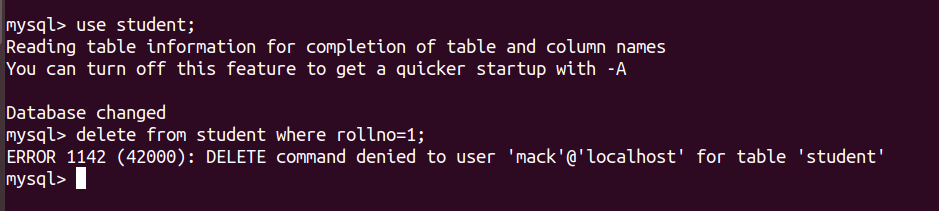 mysql> use student;
Reading table information for completion of table and column names
You can turn off this feature to get a quicker startup with -A
Database changed
mysql> delete from student where rollno=1;
ERROR 1142 (42000): DELETE command denied to user 'mack'@'localhost' for table 'student'
mysql>